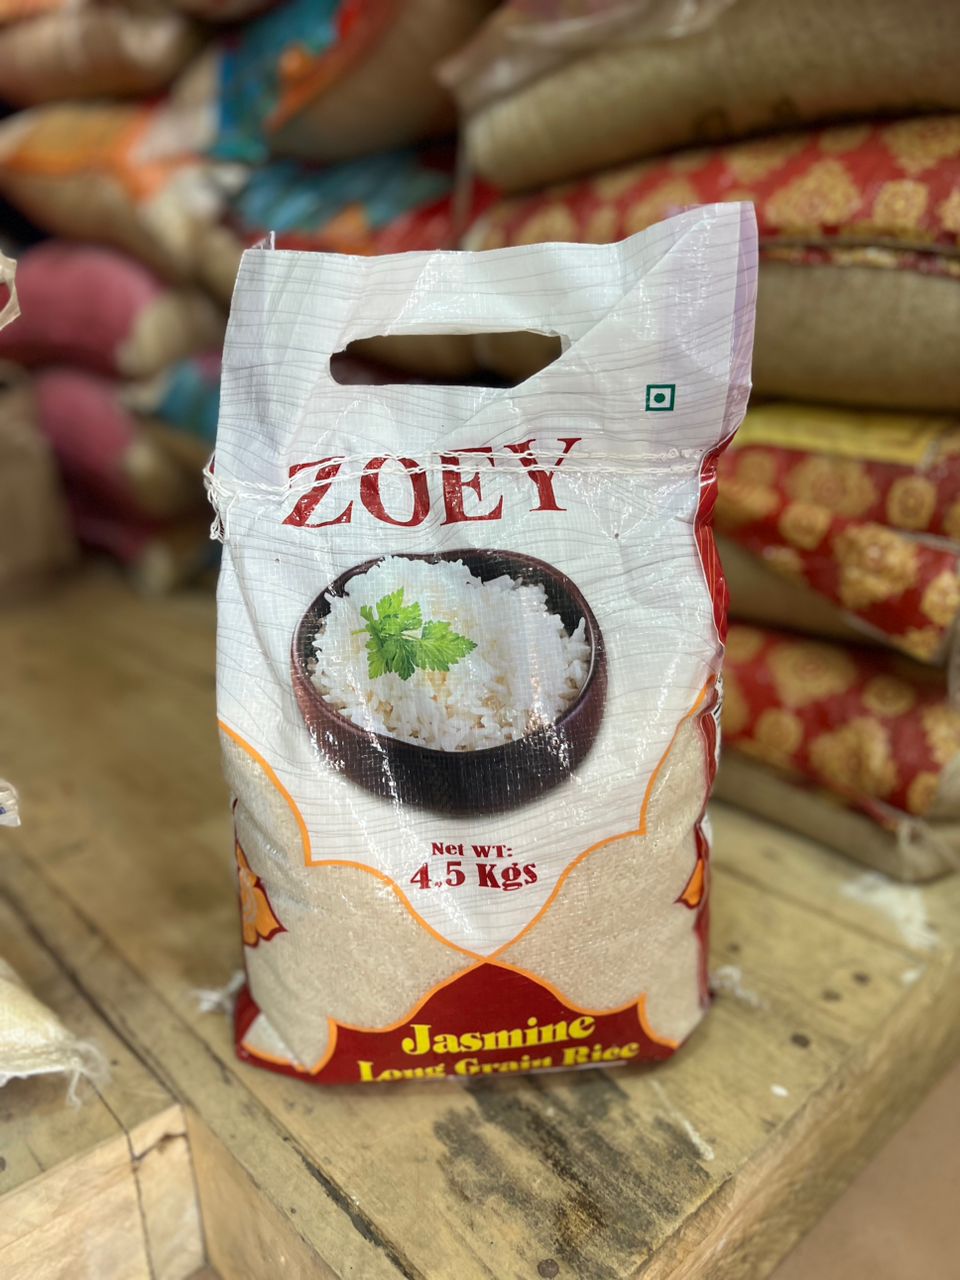 ZOEY
Net WT:
4.5 Kgs
Jasmine
Long Grain Rice